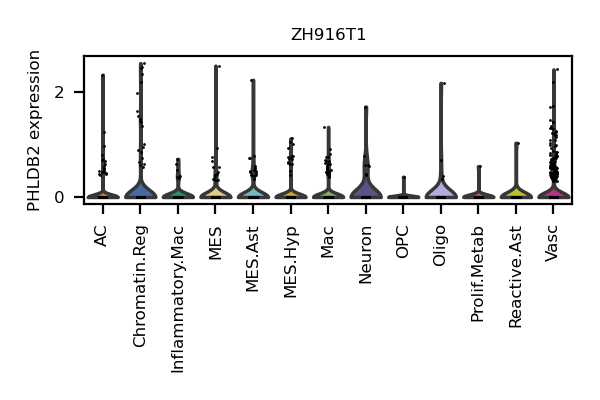 ZH916T1
PHLDB2 expression
2
0
AC
Chromatin.Reg
Inflammatory.Mac
MES
MES.Ast
MES.Hyp
Mac
Neuron
OPC
Oligo
Prolif.Metab
Reactive.Ast
Vasc